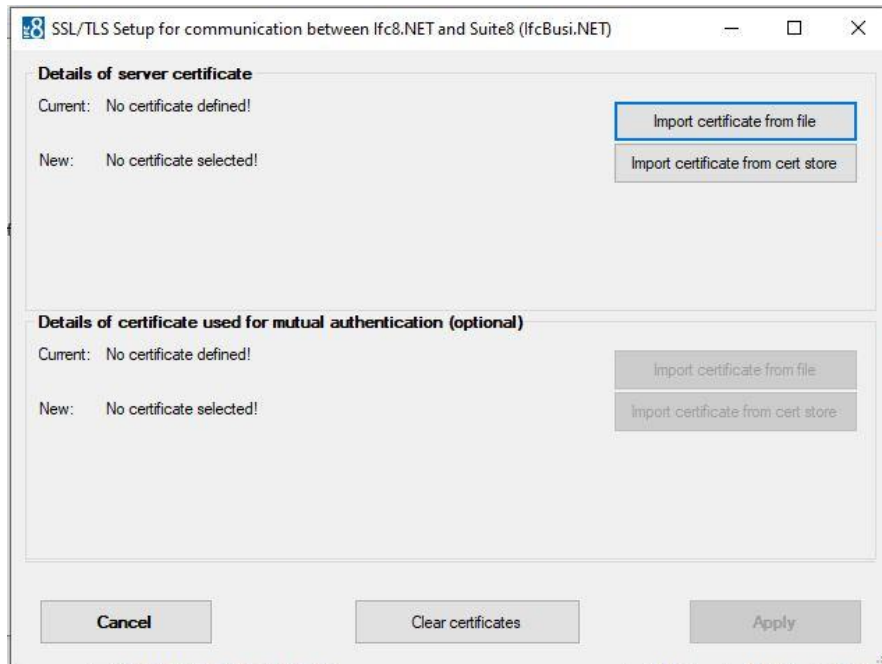 SSL/TLS Setup for communication between Ifc8.NET and Suite8 (IfcBusi.NET)
Details of server certificate
Current: No certificate defined!
Import certificate from file
New: No certificate selected!
Import certificate from cert store
Details of certificate used for mutual authentication (optional)
Current: No certificate defined!
Import certificate from file
New: No certificate selected!
Import certificate from cert store
Cancel Clear certificates Apply